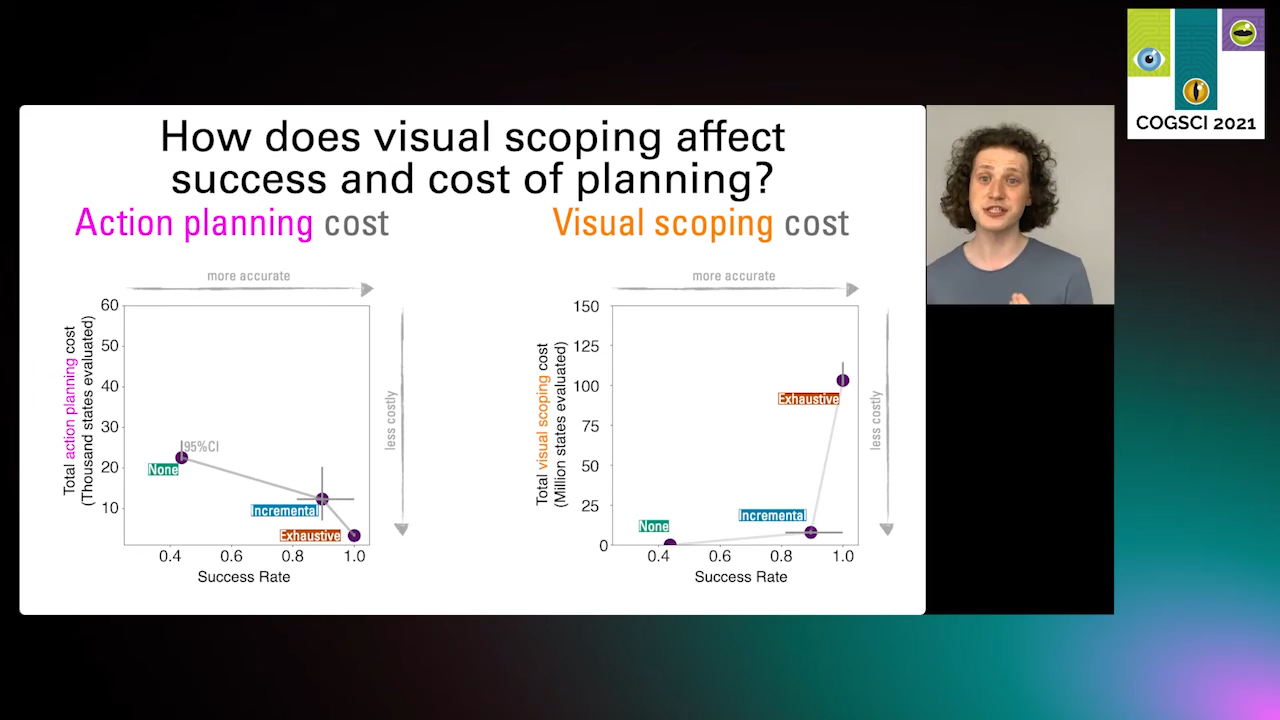 COGSCI 2021
How does visual scoping affect
success and cost of planning?
Action planning cost
more accurate
less costly
Total action planning cost
(Thousand states evaluated)
60
50
40
30
20
10
95%CI
None
Incremental
Exhaustive
0.4
0.6
0.8
1.0
Success Rate
Visual scoping cost
more accurate
less costly
Total visual scoping cost
(Million states evaluated)
150
125
100
75
50
25
0
Exhaustive
Incremental
None
0.4
0.6
0.8
1.0
Success Rate